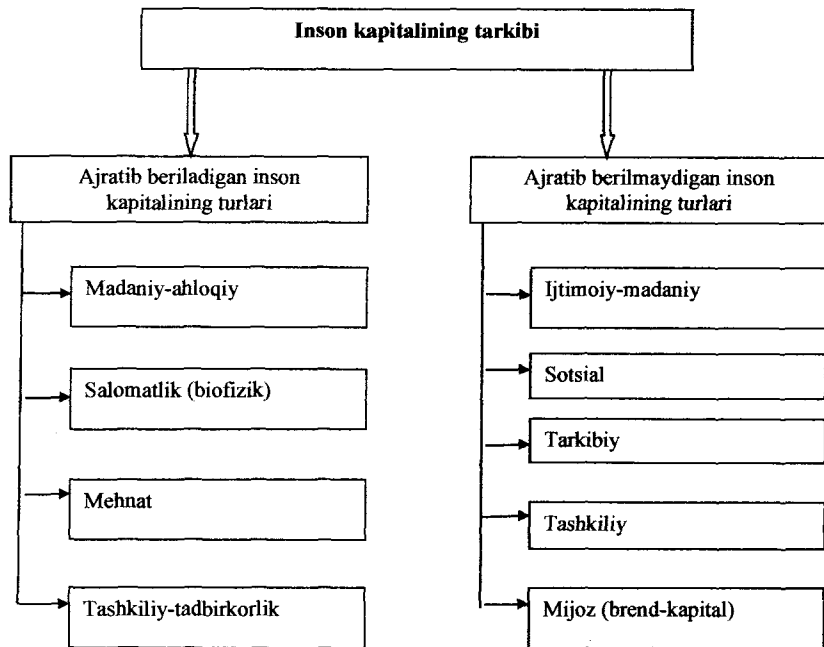 Inson kapitalining tarkibi
Ajratib beriladigan inson
kapitalining turlari
Madaniy-ahloqiy
Salomatlik (biofizik)
Mehnat
Tashkiliy-tadbirkorlik
Ajratib berilmaydigan inson
kapitalining turlari
Ijtimoiy-madaniy
Sotsial
Tarkibiy
Tashkiliy
Mijoz (brend-kapital)